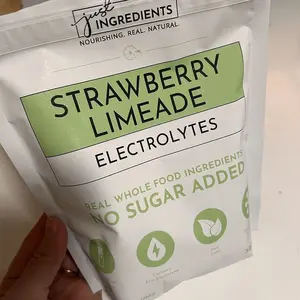 just
INGREDIENTS
NOURISHING. REAL. NATURAL
STRAWBERRY
LIMEADE
ELECTROLYTES
REAL WHOLE FOOD INGREDIENTS
NO SUGAR ADDED